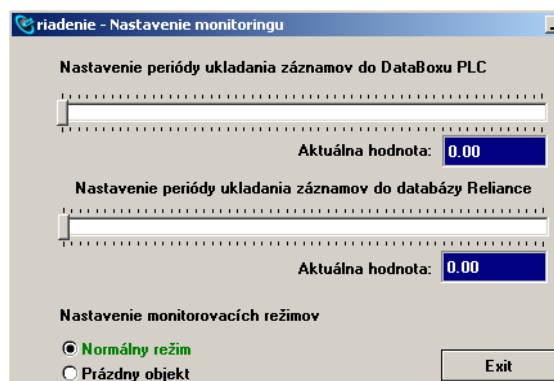 riadenie - Nastavenie monitoringu
Nastavenie periódy ukladania záznamov do DataBoxu PLC
Aktuálna hodnota: 0.00
Nastavenie periódy ukladania záznamov do databázy Reliance
Aktuálna hodnota: 0.00
Nastavenie monitorovacích režimov
Normálny režim
Prázdny objekt
Exit